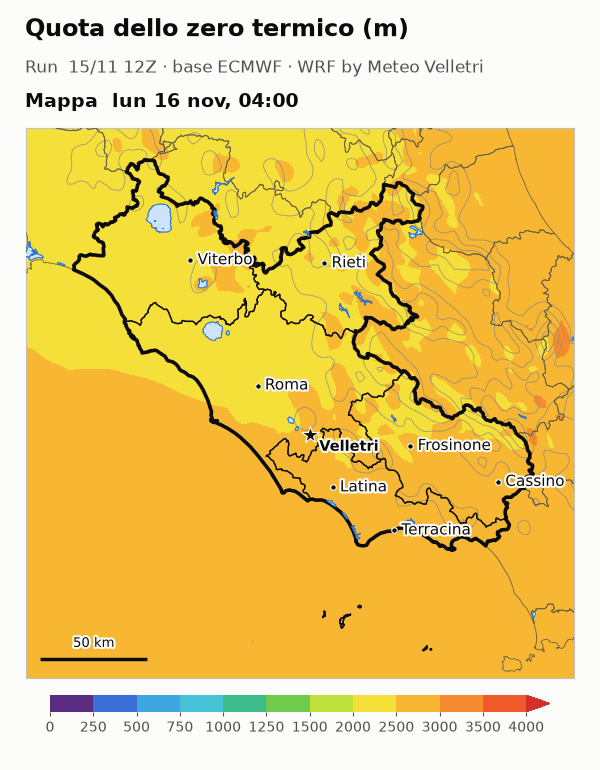 Quota dello zero termico (m)
Run  15/11 12Z · base ECMWF · WRF by Meteo Velletri
Mappa  lun 16 nov, 04:00
Viterbo
Rieti
Roma
Velletri
Frosinone
Latina
Cassino
Terracina
50 km
0 250 500 750 1000 1250 1500 2000 2500 3000 3500 4000